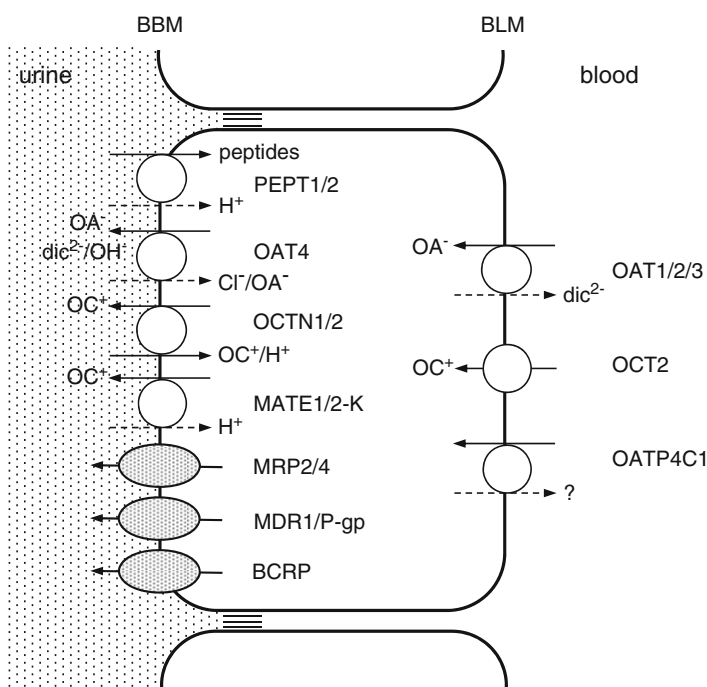 BBM
BLM
urine
blood
peptides
PEPT1/2
H⁺
OA⁻
dic²⁻/OH⁻
OAT4
Cl⁻/OA⁻
OC⁺
OCTN1/2
OC⁺/H⁺
OC⁺
MATE1/2-K
H⁺
MRP2/4
MDR1/P-gp
BCRP
OA⁻
OAT1/2/3
dic²⁻
OC⁺
OCT2
OATP4C1
?